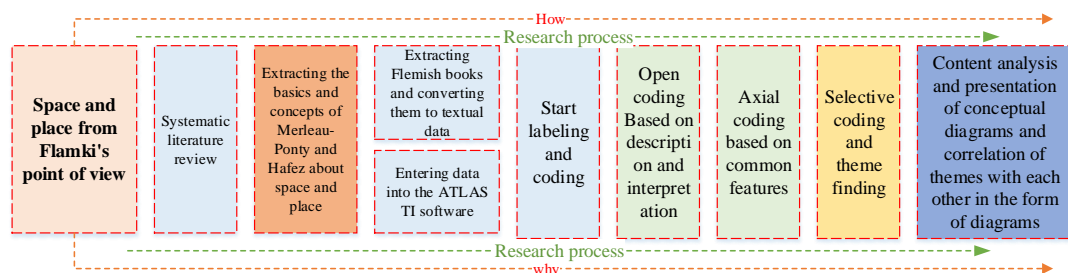 How
Research process
Space and
place from
Flamki's
point of view
Systematic
literature
review
Extracting the
basics and
concepts of
Merleau-
Ponty and
Hafez about
space and
place
Extracting
Flemish books
and converting
them to textual
data
Entering data
into the ATLAS
TI software
Start
labeling and
coding
Open
coding
Based on
descripti
on and
interpret
ation
Axial
coding
based on
common
features
Selective
coding
and
theme
finding
Content analysis
and presentation
of conceptual
diagrams and
correlation of
themes with each
other in the form
of diagrams
Research process
why